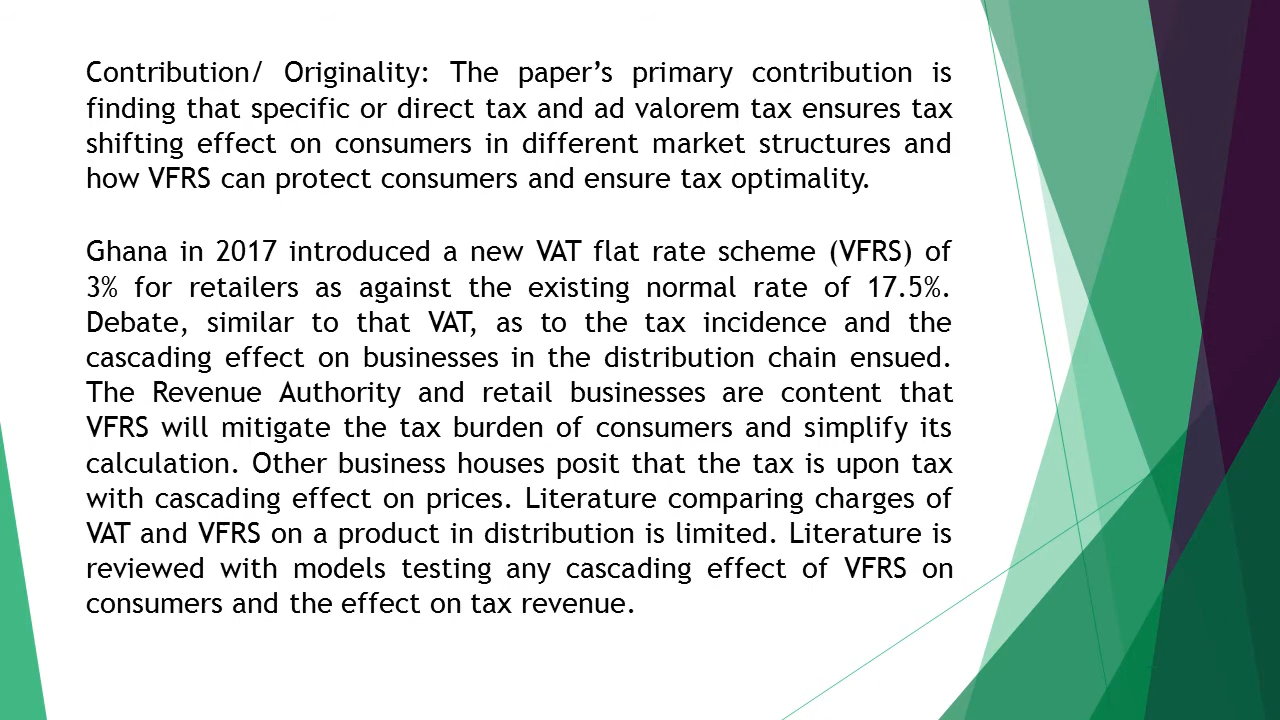 Contribution/ Originality: The paper’s primary contribution is
finding that specific or direct tax and ad valorem tax ensures tax
shifting effect on consumers in different market structures and
how VFRS can protect consumers and ensure tax optimality.
Ghana in 2017 introduced a new VAT flat rate scheme (VFRS) of
3% for retailers as against the existing normal rate of 17.5%.
Debate, similar to that VAT, as to the tax incidence and the
cascading effect on businesses in the distribution chain ensued.
The Revenue Authority and retail businesses are content that
VFRS will mitigate the tax burden of consumers and simplify its
calculation. Other business houses posit that the tax is upon tax
with cascading effect on prices. Literature comparing charges of
VAT and VFRS on a product in distribution is limited. Literature is
reviewed with models testing any cascading effect of VFRS on
consumers and the effect on tax revenue.